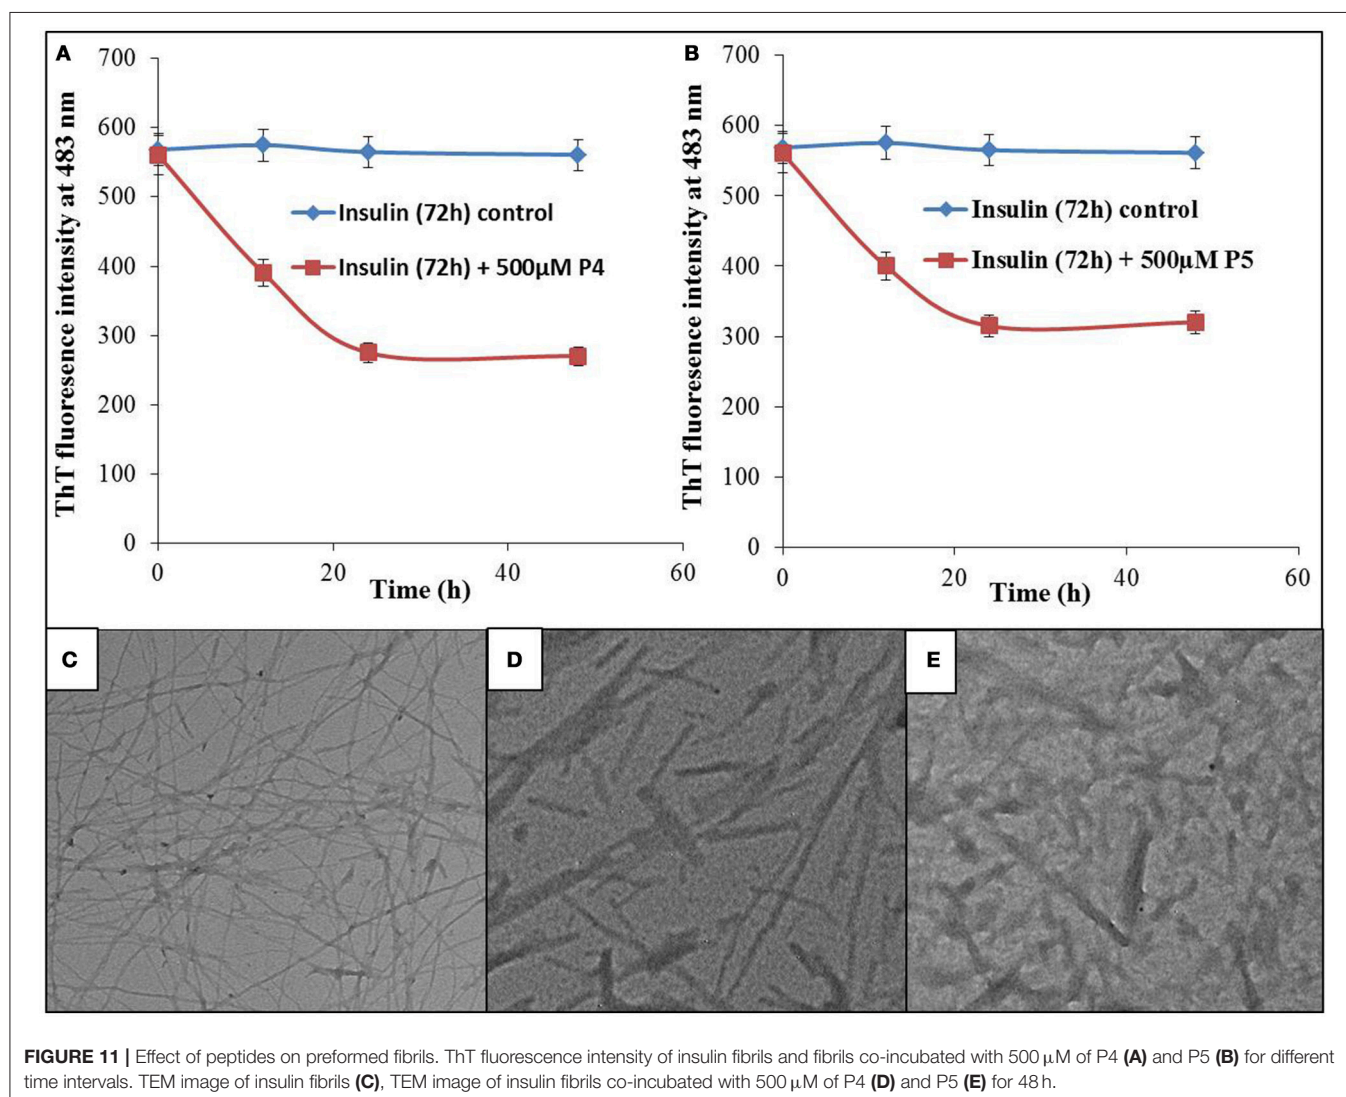 A
700
600
500
400
300
200
100
0
0
20
40
60
ThT fluoresence intensity at 483 nm
Time (h)
Insulin (72h) control
Insulin (72h) + 500µM P4
B
700
600
500
400
300
200
100
0
0
20
40
60
ThT fluoresence intensity at 483 nm
Time (h)
Insulin (72h) control
Insulin (72h) + 500µM P5
C
D
E
FIGURE 11 | Effect of peptides on preformed fibrils. ThT fluorescence intensity of insulin fibrils and fibrils co-incubated with 500 µM of P4 (A) and P5 (B) for different
time intervals. TEM image of insulin fibrils (C), TEM image of insulin fibrils co-incubated with 500 µM of P4 (D) and P5 (E) for 48 h.